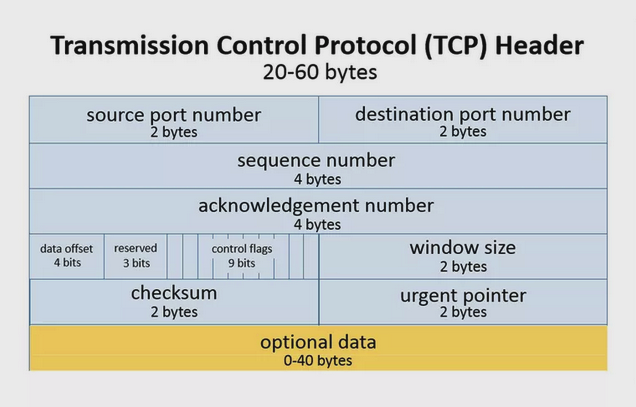 Transmission Control Protocol (TCP) Header
20-60 bytes
source port number
2 bytes
destination port number
2 bytes
sequence number
4 bytes
acknowledgement number
4 bytes
data offset
4 bits
reserved
3 bits
control flags
9 bits
window size
2 bytes
checksum
2 bytes
urgent pointer
2 bytes
optional data
0-40 bytes